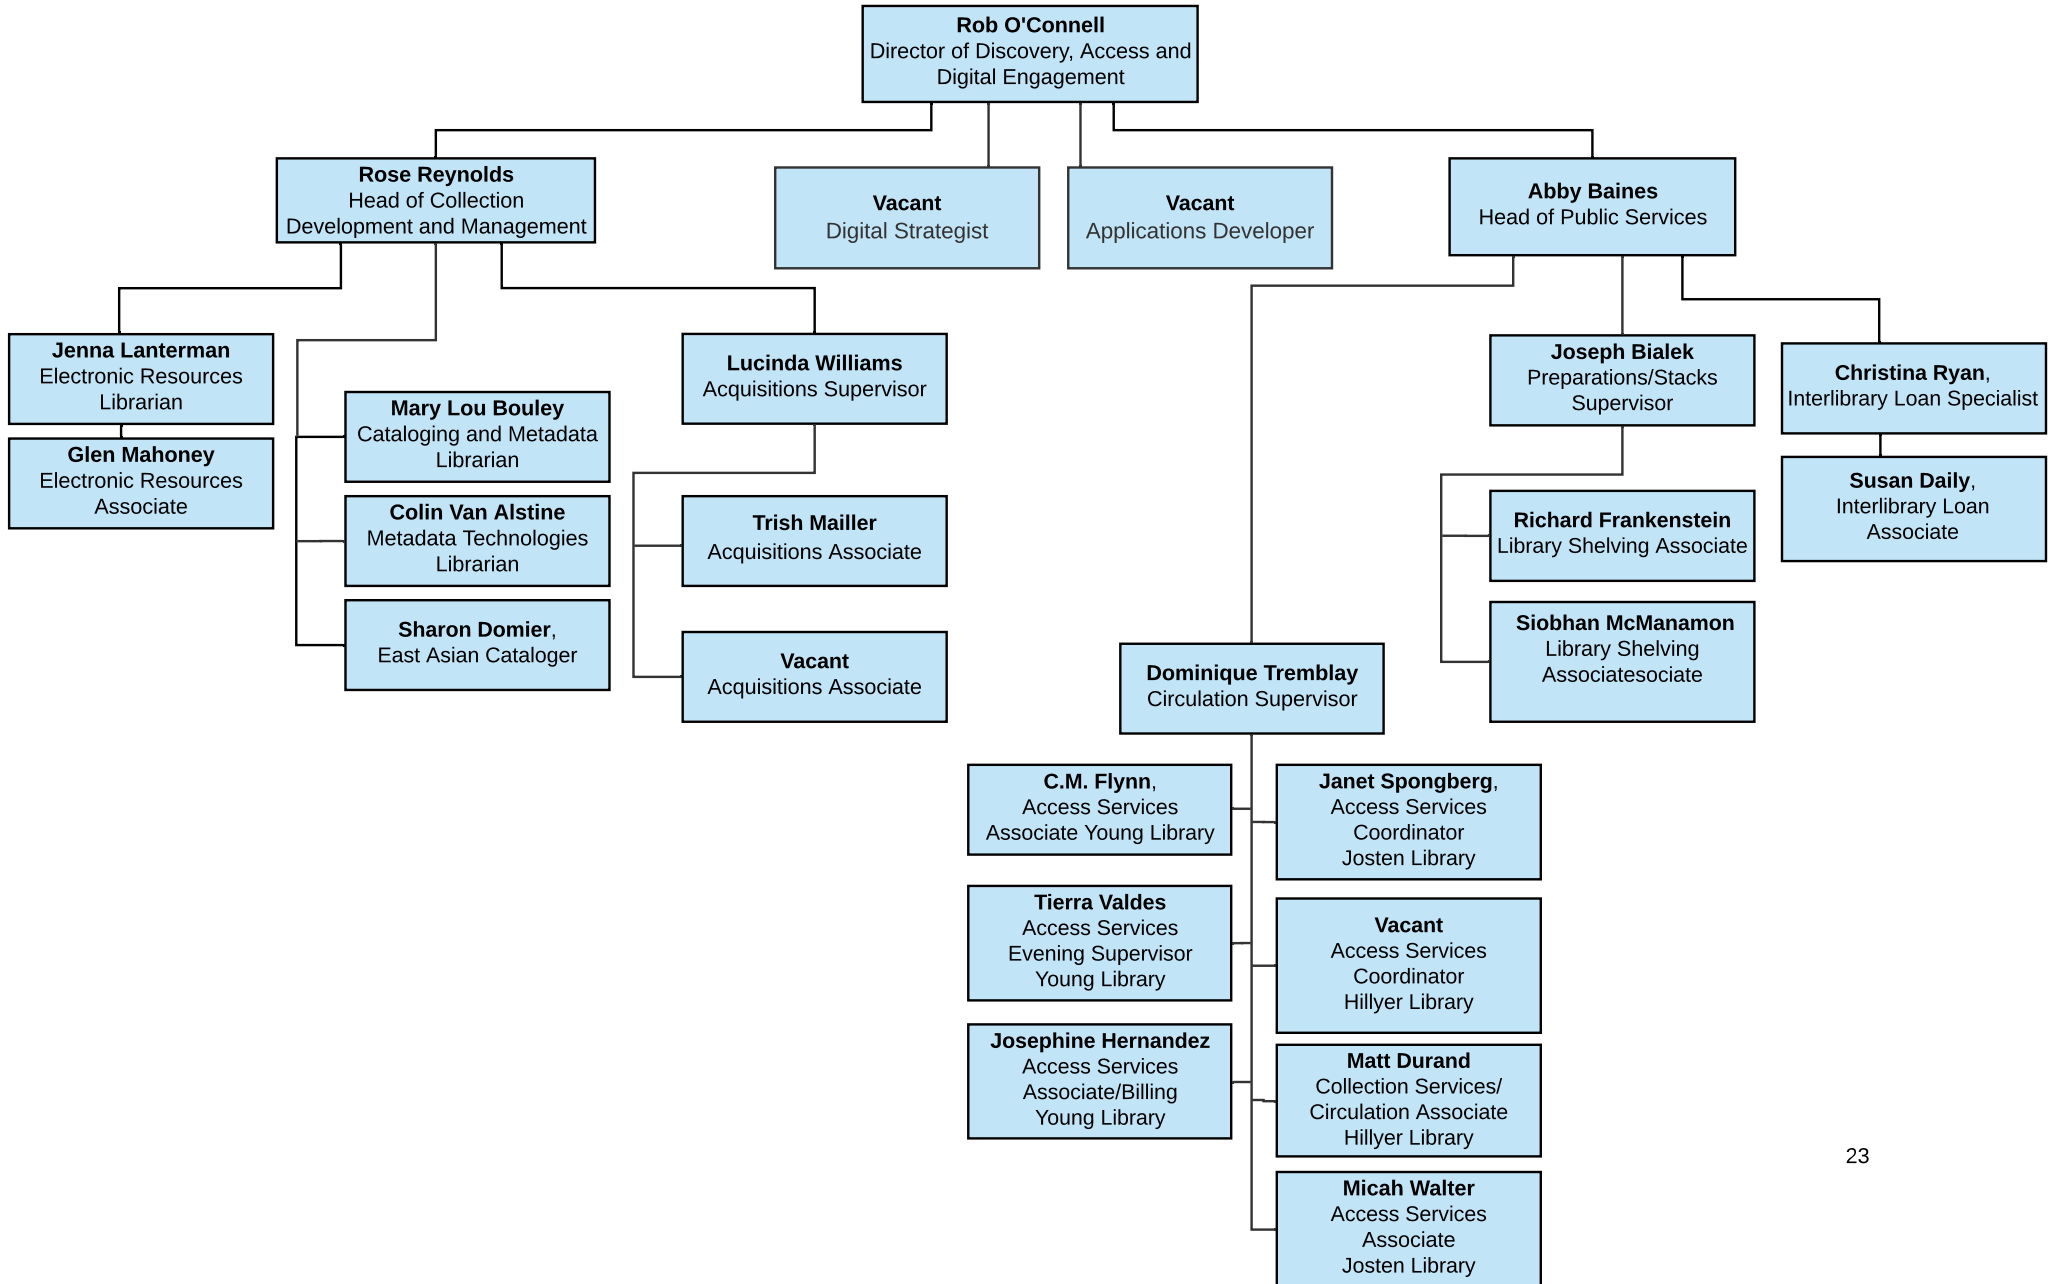 Rob O'Connell
Director of Discovery, Access and
Digital Engagement
Rose Reynolds
Head of Collection
Development and Management
Vacant
Digital Strategist
Vacant
Applications Developer
Abby Baines
Head of Public Services
Jenna Lanterman
Electronic Resources
Librarian
Glen Mahoney
Electronic Resources
Associate
Mary Lou Bouley
Cataloging and Metadata
Librarian
Colin Van Alstine
Metadata Technologies
Librarian
Sharon Domier,
East Asian Cataloger
Lucinda Williams
Acquisitions Supervisor
Trish Mailler
Acquisitions Associate
Vacant
Acquisitions Associate
Joseph Bialek
Preparations/Stacks
Supervisor
Richard Frankenstein
Library Shelving Associate
Siobhan McManamon
Library Shelving
Associatesociate
Christina Ryan,
Interlibrary Loan Specialist
Susan Daily,
Interlibrary Loan
Associate
Dominique Tremblay
Circulation Supervisor
C.M. Flynn,
Access Services
Associate Young Library
Tierra Valdes
Access Services
Evening Supervisor
Young Library
Josephine Hernandez
Access Services
Associate/Billing
Young Library
Janet Spongberg,
Access Services
Coordinator
Josten Library
Vacant
Access Services
Coordinator
Hillyer Library
Matt Durand
Collection Services/
Circulation Associate
Hillyer Library
Micah Walter
Access Services
Associate
Josten Library
23